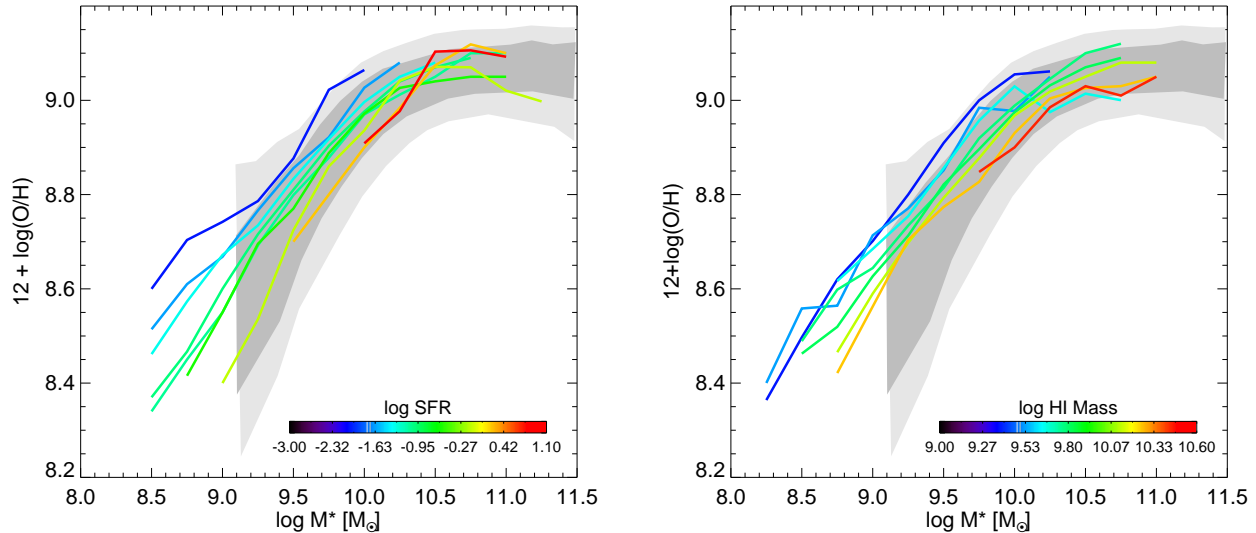 12 + log(O/H)
9.0
8.8
8.6
8.4
8.2
log SFR
-3.00 -2.32 -1.63 -0.95 -0.27 0.42 1.10
8.0 8.5 9.0 9.5 10.0 10.5 11.0 11.5
log M* [M⊙]
12+log(O/H)
9.0
8.8
8.6
8.4
8.2
log HI Mass
9.00 9.27 9.53 9.80 10.07 10.33 10.60
8.0 8.5 9.0 9.5 10.0 10.5 11.0 11.5
log M* [M⊙]